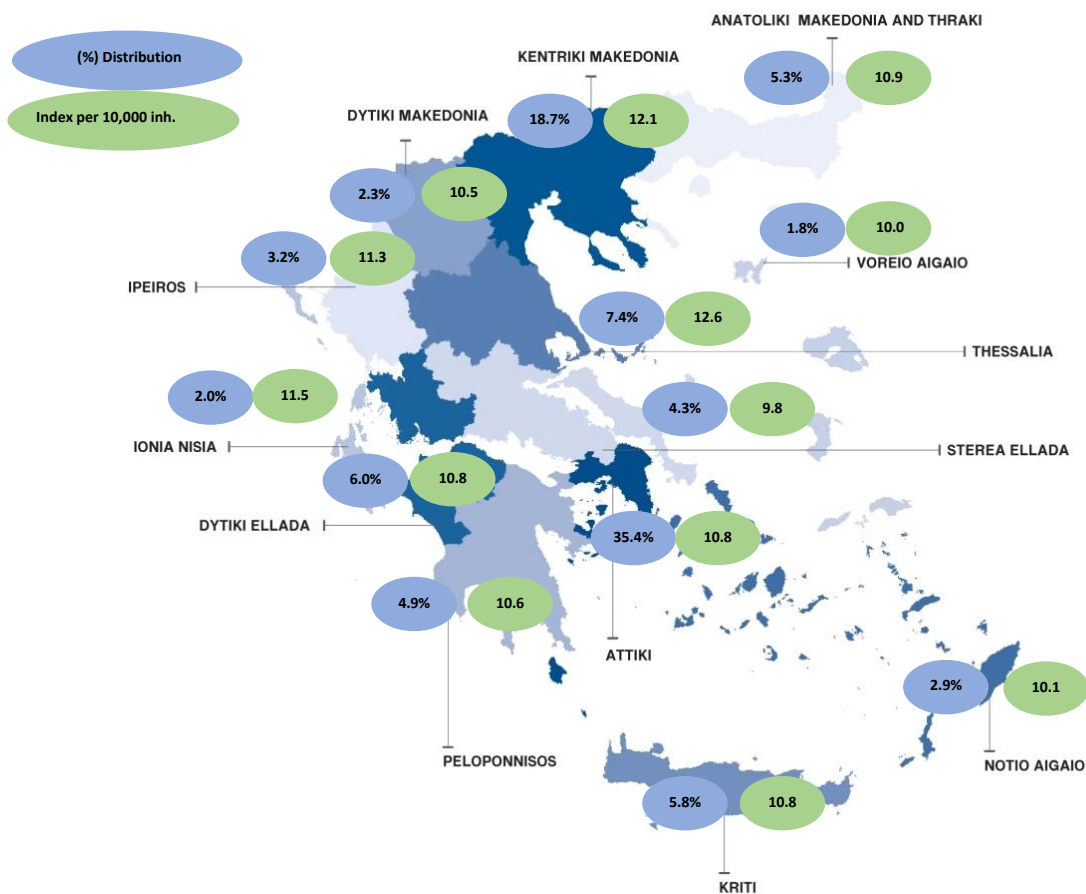 ANATOLIKI MAKEDONIA AND THRAKI
(%) Distribution
KENTRIKI MAKEDONIA
5.3% 10.9
Index per 10,000 inh.
DYTIKI MAKEDONIA
18.7% 12.1
2.3% 10.5
1.8% 10.0
3.2% 11.3
VOREIO AIGAIO
IPEIROS
7.4% 12.6
THESSALIA
2.0% 11.5
4.3% 9.8
IONIA NISIA
STEREA ELLADA
6.0% 10.8
DYTIKI ELLADA
35.4% 10.8
4.9% 10.6
ATTIKI
2.9% 10.1
PELOPONNISOS
NOTIO AIGAIO
5.8% 10.8
KRITI